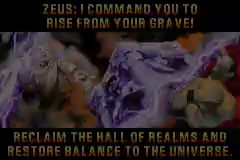 ZEUS: I COMMAND YOU TO
RISE FROM YOUR GRAVE!
RECLAIM THE HALL OF REALMS AND
RESTORE BALANCE TO THE UNIVERSE.